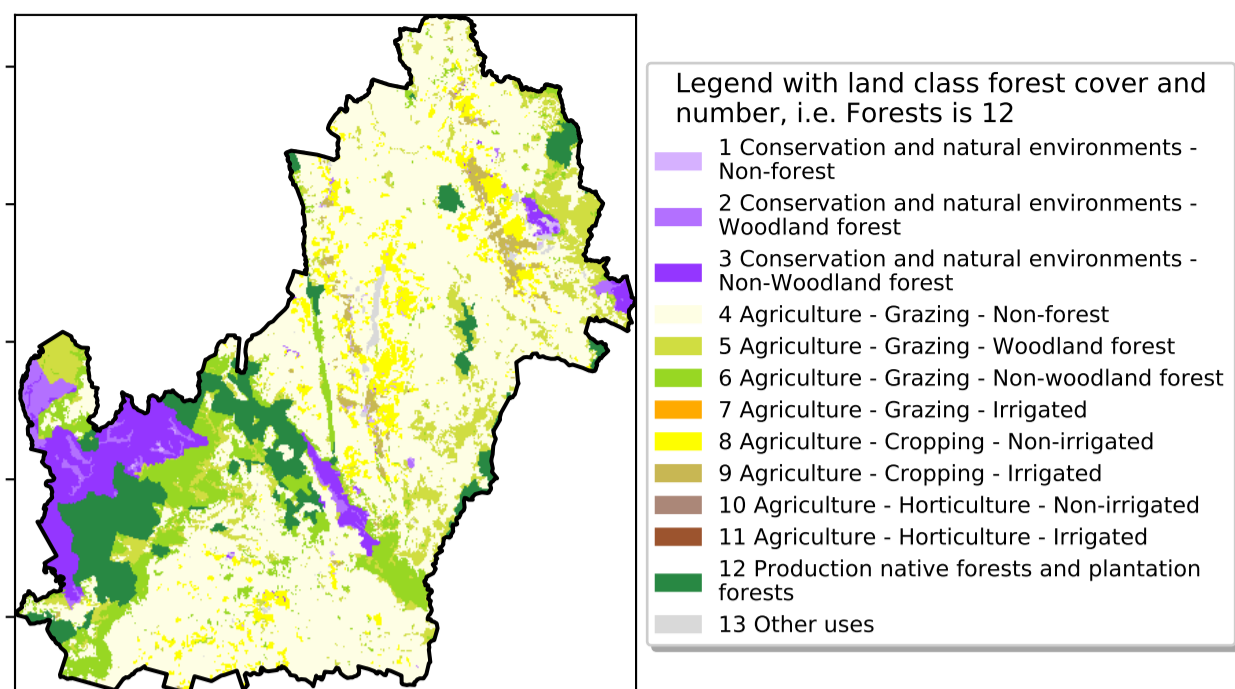 Legend with land class forest cover and
number, i.e. Forests is 12
1 Conservation and natural environments -
Non-forest
2 Conservation and natural environments -
Woodland forest
3 Conservation and natural environments -
Non-Woodland forest
4 Agriculture - Grazing - Non-forest
5 Agriculture - Grazing - Woodland forest
6 Agriculture - Grazing - Non-woodland forest
7 Agriculture - Grazing - Irrigated
8 Agriculture - Cropping - Non-irrigated
9 Agriculture - Cropping - Irrigated
10 Agriculture - Horticulture - Non-irrigated
11 Agriculture - Horticulture - Irrigated
12 Production native forests and plantation
forests
13 Other uses